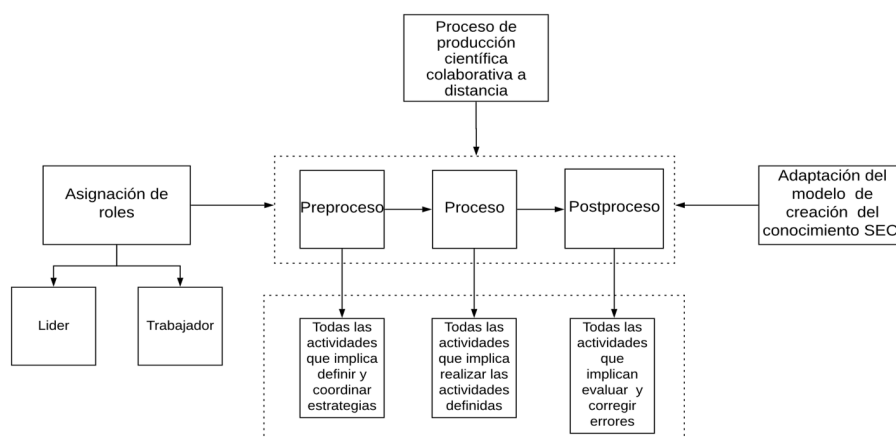 Proceso de
producción
científica
colaborativa a
distancia
Asignación de
roles
Preproceso
Proceso
Postproceso
Adaptación del
modelo de
creación del
conocimiento SEC
Lider
Trabajador
Todas las
actividades
que implica
definir y
coordinar
estrategias
Todas las
actividades
que implica
realizar las
actividades
definidas
Todas las
actividades
que
implican
evaluar y
corregir
errores